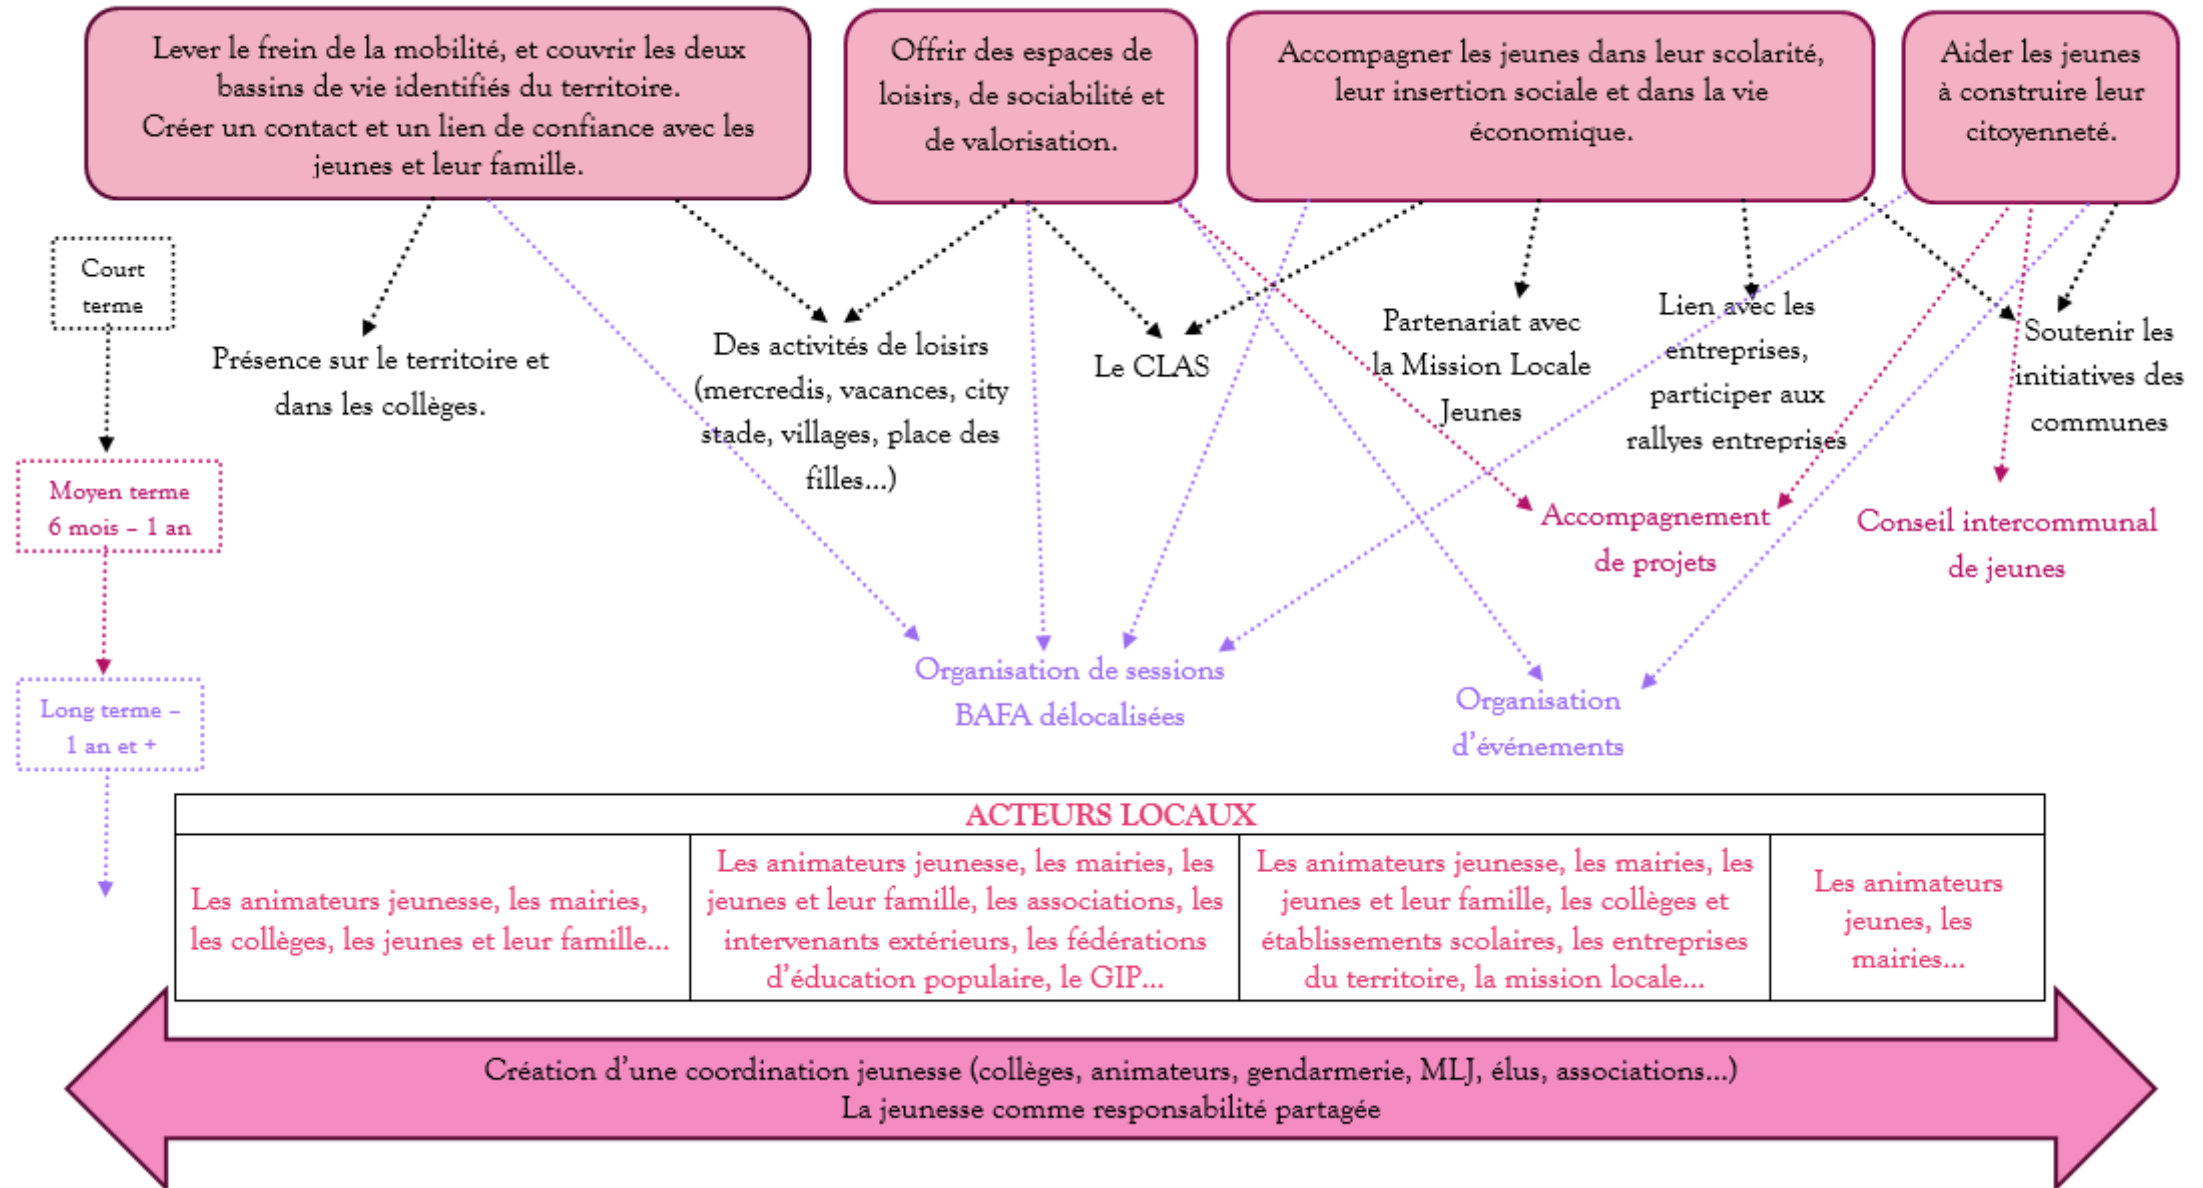 Lever le frein de la mobilité, et couvrir les deux
bassins de vie identifiés du territoire.
Créer un contact et un lien de confiance avec les
jeunes et leur famille.
Offrir des espaces de
loisirs, de sociabilité et
de valorisation.
Accompagner les jeunes dans leur scolarité,
leur insertion sociale et dans la vie
économique.
Aider les jeunes
à construire leur
citoyenneté.
Court
terme
Présence sur le territoire et
dans les collèges.
Des activités de loisirs
(mercredis, vacances, city
stade, villages, place des
filles...)
Le CLAS
Partenariat avec
la Mission Locale
Jeunes
Lien avec les
entreprises,
participer aux
rallyes entreprises
Soutenir les
initiatives des
communes
Moyen terme
6 mois – 1 an
Accompagnement
de projets
Conseil intercommunal
de jeunes
Long terme –
1 an et +
Organisation de sessions
BAFA délocalisées
Organisation
d'événements
ACTEURS LOCAUX
Les animateurs jeunesse, les mairies,
les collèges, les jeunes et leur famille...
Les animateurs jeunesse, les mairies, les
jeunes et leur famille, les associations, les
intervenants extérieurs, les fédérations
d'éducation populaire, le GIP...
Les animateurs jeunesse, les mairies, les
jeunes et leur famille, les collèges et
établissements scolaires, les entreprises
du territoire, la mission locale...
Les animateurs
jeunes, les
mairies...
Création d'une coordination jeunesse (collèges, animateurs, gendarmerie, MLJ, élus, associations...)
La jeunesse comme responsabilité partagée